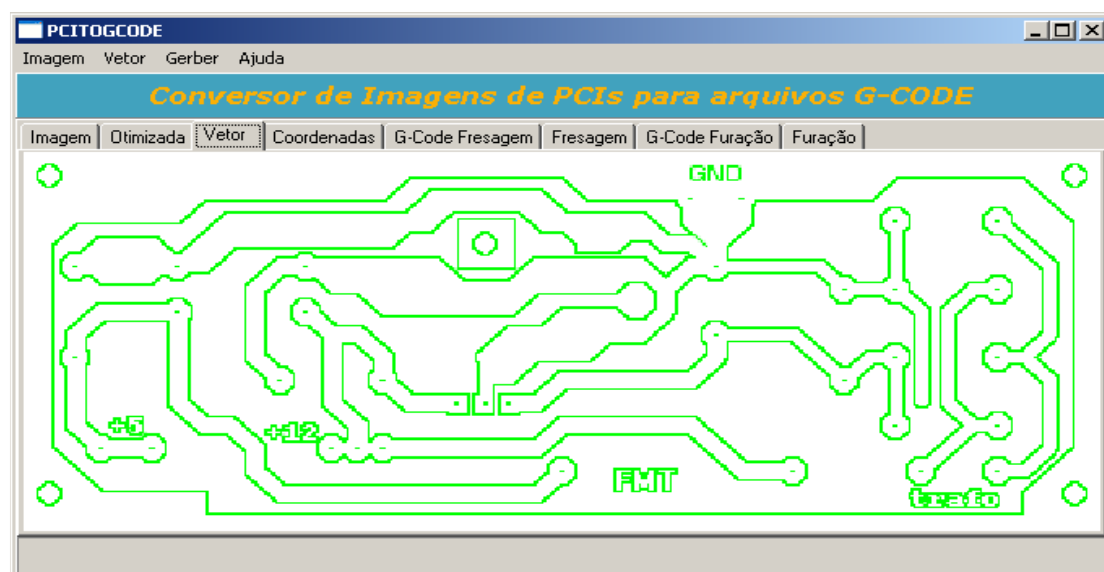 PCITOGCODE
Imagem Vetor Gerber Ajuda
Conversor de Imagens de PCIs para arquivos G-CODE
Imagem Otimizada Vetor Coordenadas G-Code Fresagem Fresagem G-Code Furação Furação
GND
+5
+12
FMT
trato